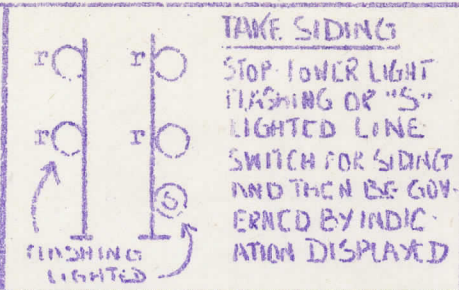 r r
r r
S
FLASHING
LIGHTED
TAKE SIDING
STOP LOWER LIGHT
FLASHING OR "S"
LIGHTED LINE
SWITCH FOR SIDING
AND THEN BE GOV-
ERNED BY INDIC-
ATION DISPLAYED